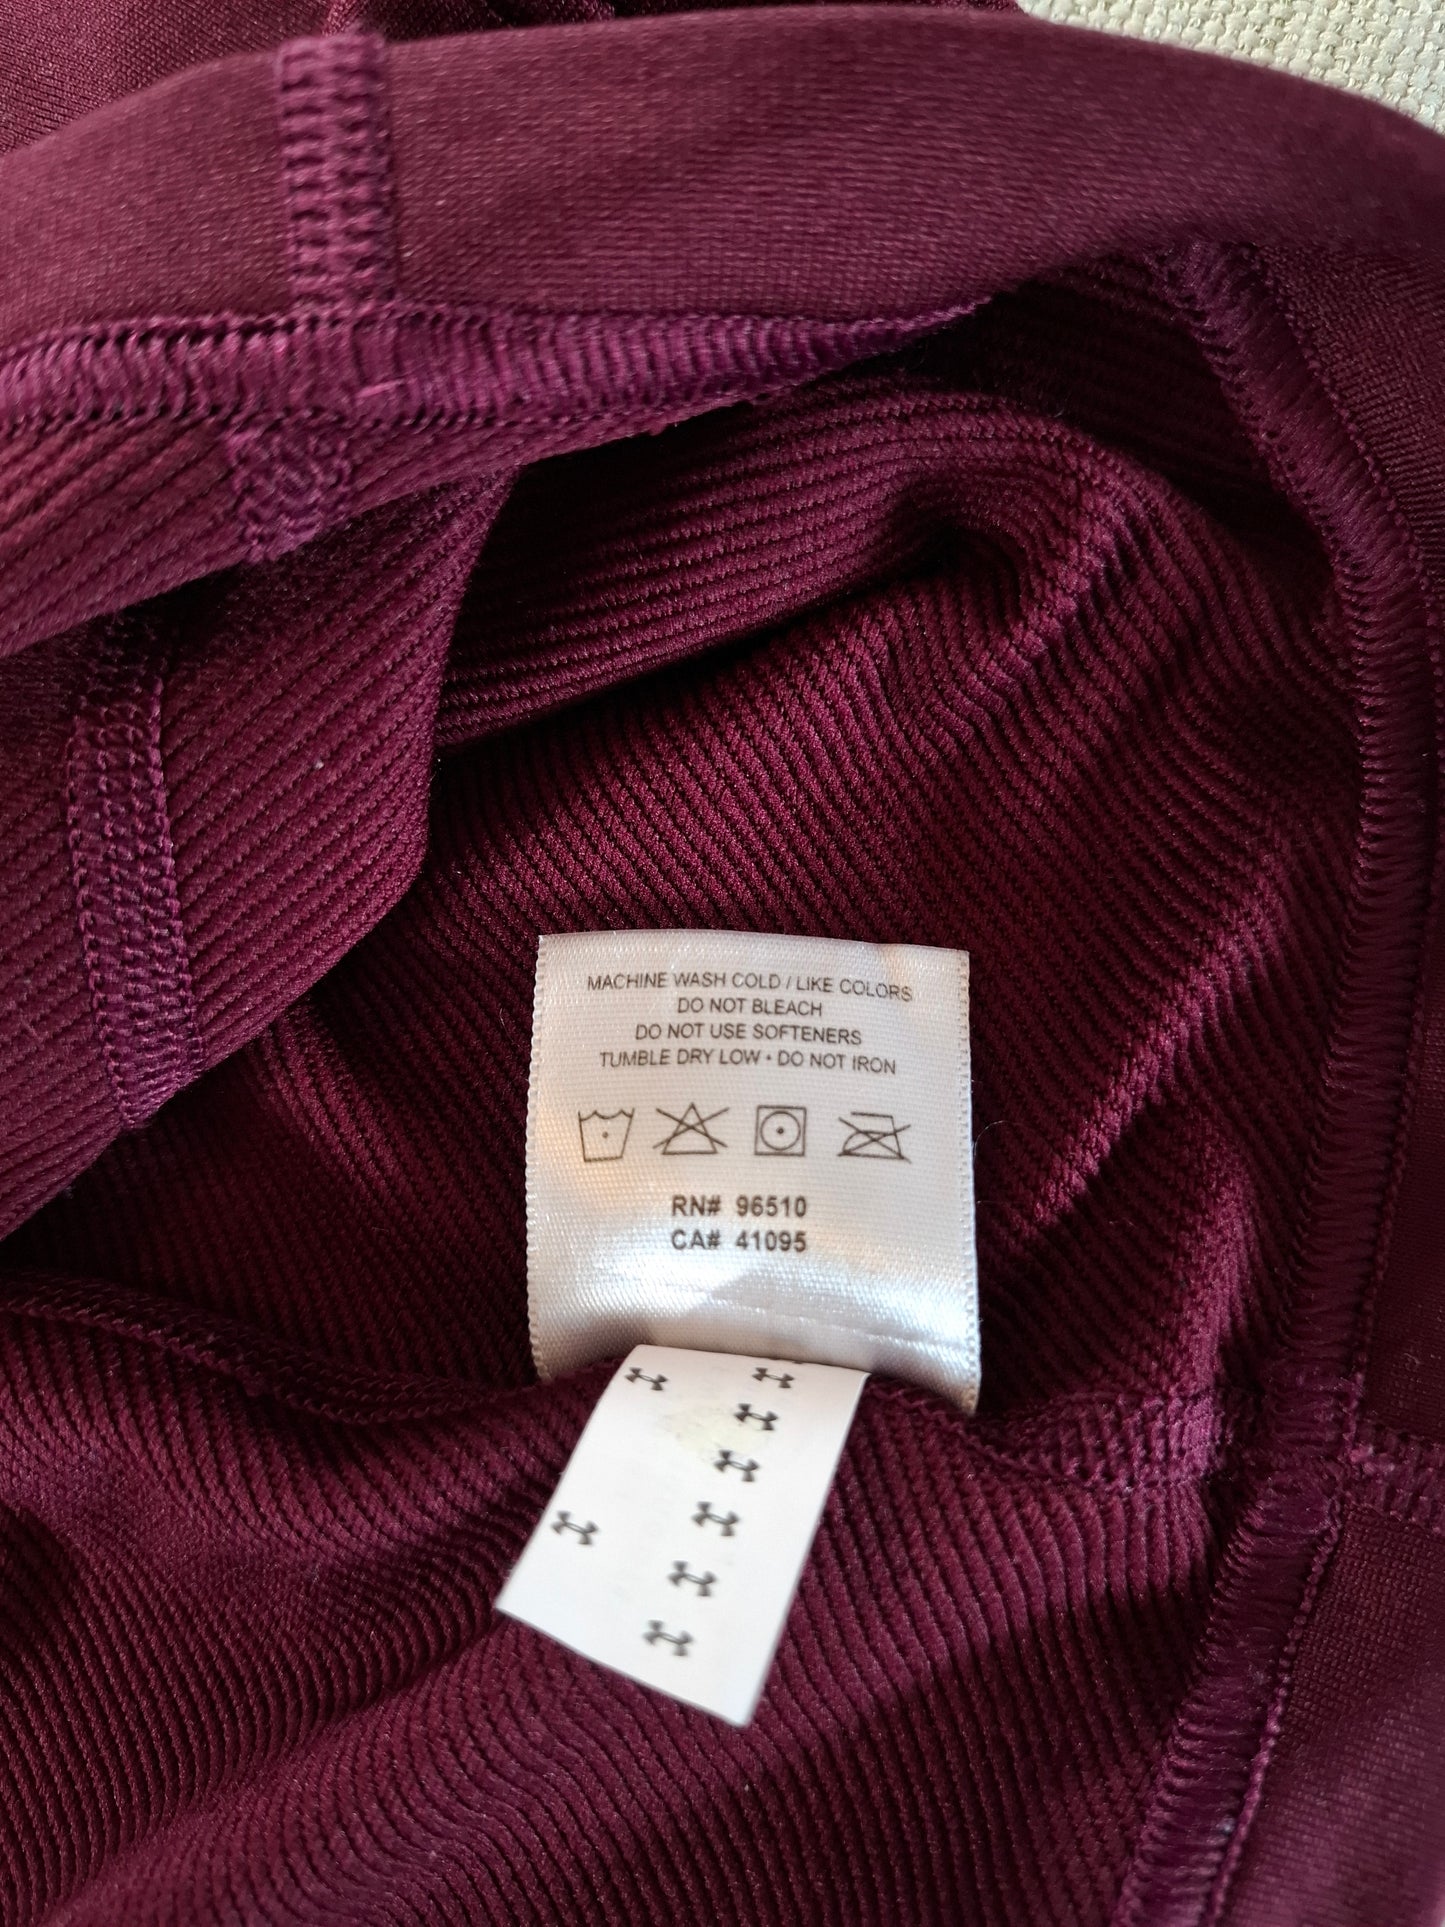 MACHINE WASH COLD / LIKE COLORS
DO NOT BLEACH
DO NOT USE SOFTENERS
TUMBLE DRY LOW • DO NOT IRON
RN# 96510
CA# 41095